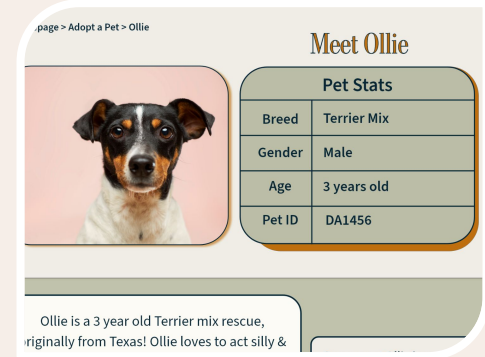 page > Adopt a Pet > Ollie
Meet Ollie
Pet Stats
Breed Terrier Mix
Gender Male
Age 3 years old
Pet ID DA1456
Ollie is a 3 year old Terrier mix rescue,
originally from Texas! Ollie loves to act silly &